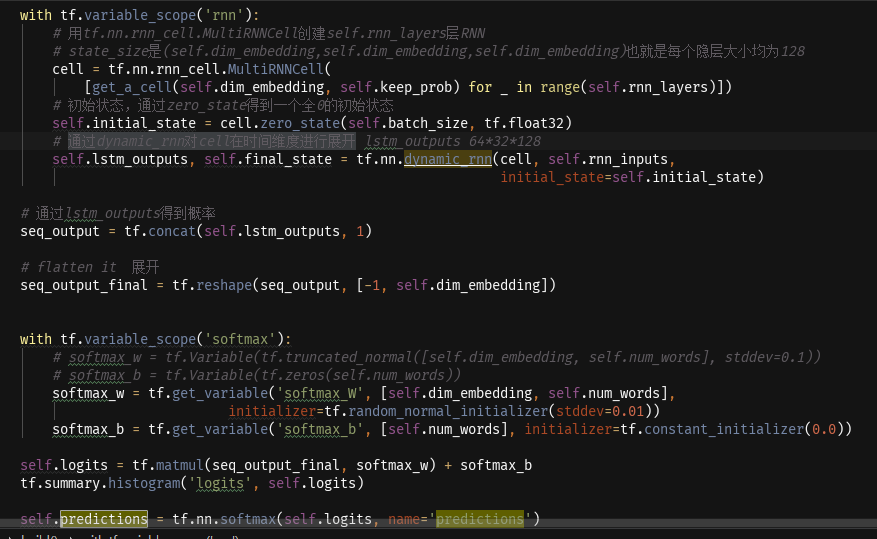 with tf.variable_scope('rnn'):
# 用tf.nn.rnn_cell.MultiRNNCell创建self.rnn_layers层RNN
# state_size是(self.dim_embedding,self.dim_embedding,self.dim_embedding)也就是每个隐层大小均为128
cell = tf.nn.rnn_cell.MultiRNNCell(
[get_a_cell(self.dim_embedding, self.keep_prob) for _ in range(self.rnn_layers)])
# 初始状态，通过zero_state得到一个全0的初始状态
self.initial_state = cell.zero_state(self.batch_size, tf.float32)
# 通过dynamic_rnn对cell在时间维度进行展开 lstm_outputs 64*32*128
self.lstm_outputs, self.final_state = tf.nn.dynamic_rnn(cell, self.rnn_inputs,
initial_state=self.initial_state)
# 通过lstm_outputs得到概率
seq_output = tf.concat(self.lstm_outputs, 1)
# flatten it 展开
seq_output_final = tf.reshape(seq_output, [-1, self.dim_embedding])
with tf.variable_scope('softmax'):
# softmax_w = tf.Variable(tf.truncated_normal([self.dim_embedding, self.num_words], stddev=0.1))
# softmax_b = tf.Variable(tf.zeros(self.num_words))
softmax_w = tf.get_variable('softmax_W', [self.dim_embedding, self.num_words],
initializer=tf.random_normal_initializer(stddev=0.01))
softmax_b = tf.get_variable('softmax_b', [self.num_words], initializer=tf.constant_initializer(0.0))
self.logits = tf.matmul(seq_output_final, softmax_w) + softmax_b
tf.summary.histogram('logits', self.logits)
self.predictions = tf.nn.softmax(self.logits, name='predictions')